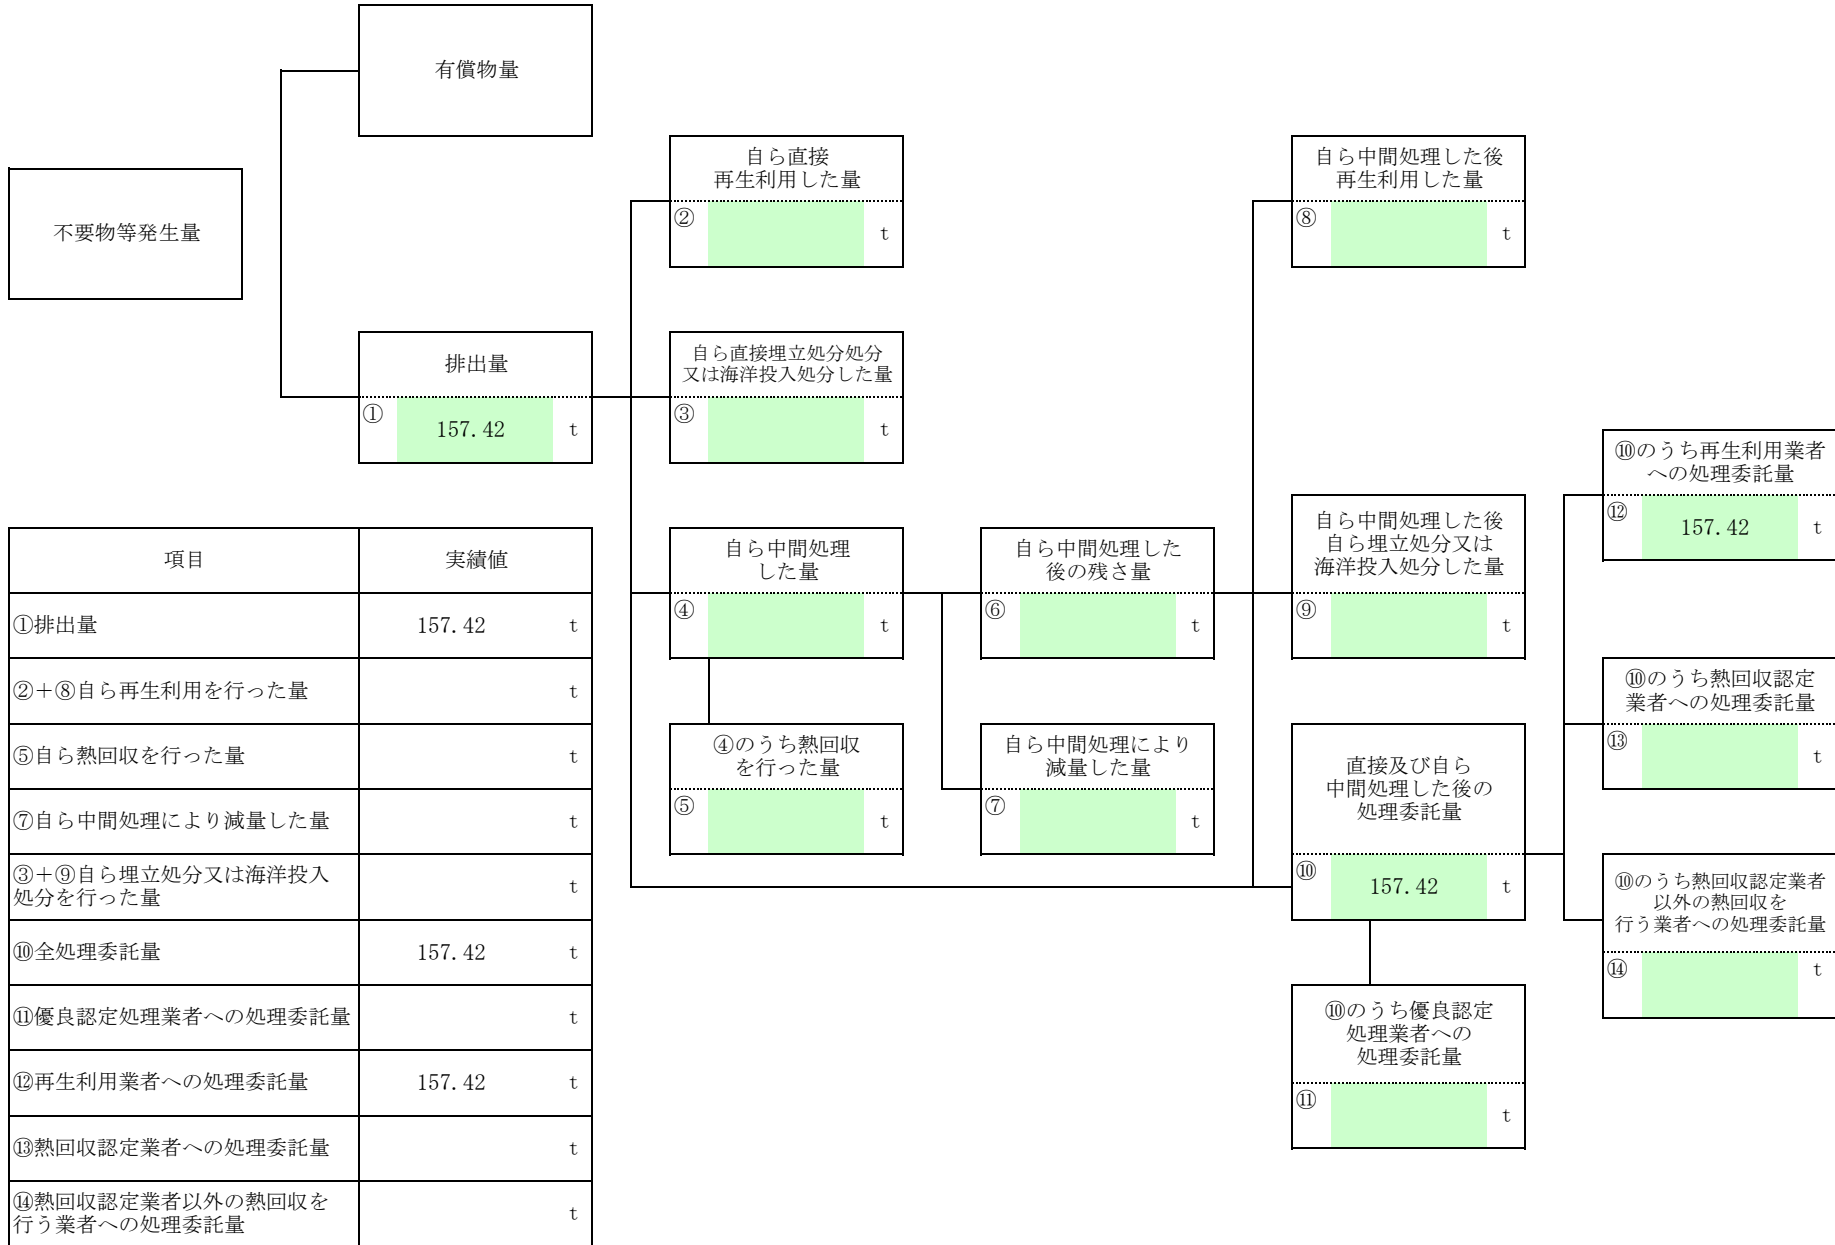 有償物量
不要物等発生量
排出量
① 157.42 t
自ら直接
再生利用した量
② t
自ら直接埋立処分処分
又は海洋投入処分した量
③ t
自ら中間処理
した量
④ t
④のうち熱回収
を行った量
⑤ t
自ら中間処理した
後の残さ量
⑥ t
自ら中間処理により
減量した量
⑦ t
自ら中間処理した後
再生利用した量
⑧ t
自ら中間処理した後
自ら埋立処分又は
海洋投入処分した量
⑨ t
直接及び自ら
中間処理した後の
処理委託量
⑩ 157.42 t
⑩のうち優良認定
処理業者への
処理委託量
⑪ t
⑩のうち再生利用業者
への処理委託量
⑫ 157.42 t
⑩のうち熱回収認定
業者への処理委託量
⑬ t
⑩のうち熱回収認定業者
以外の熱回収を
行う業者への処理委託量
⑭ t
項目 実績値
①排出量 157.42 t
②+⑧自ら再生利用を行った量 t
⑤自ら熱回収を行った量 t
⑦自ら中間処理により減量した量 t
③+⑨自ら埋立処分又は海洋投入
処分を行った量 t
⑩全処理委託量 157.42 t
⑪優良認定処理業者への処理委託量 t
⑫再生利用業者への処理委託量 157.42 t
⑬熱回収認定業者への処理委託量 t
⑭熱回収認定業者以外の熱回収を
行う業者への処理委託量 t